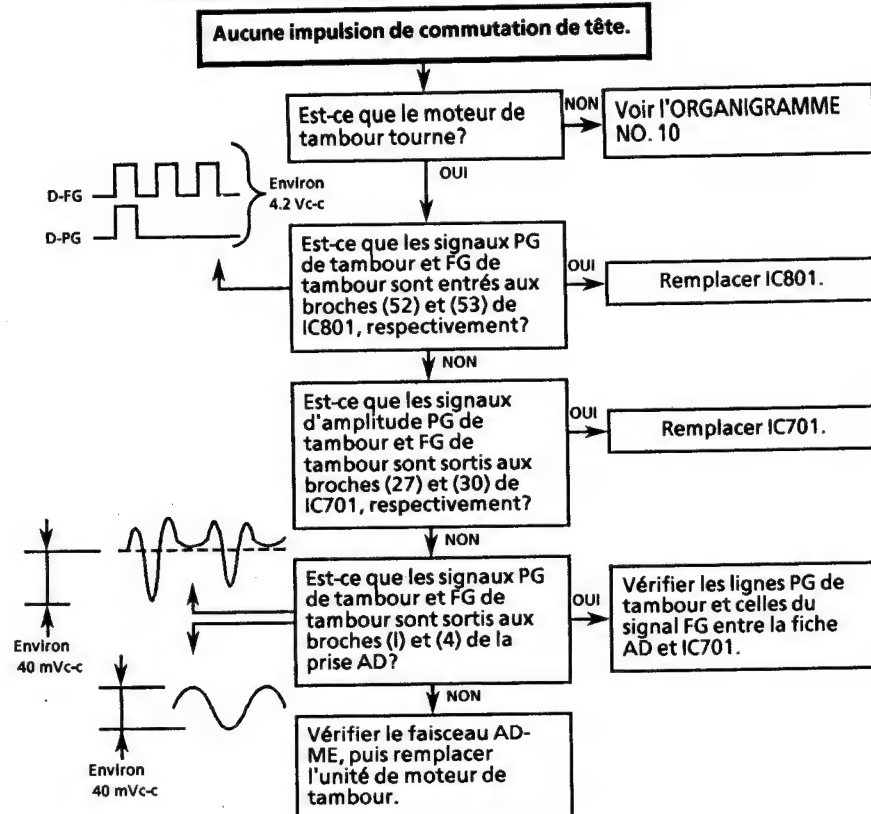 Aucune impulsion de commutation de tête.
Est-ce que le moteur de
tambour tourne?
NON
Voir l'ORGANIGRAMME
NO. 10
OUI
D-FG
D-PG
Environ
4.2 Vc-c
Est-ce que les signaux PG
de tambour et FG de
tambour sont entrés aux
broches (52) et (53) de
IC801, respectivement?
OUI
Remplacer IC801.
NON
Est-ce que les signaux
d'amplitude PG de
tambour et FG de
tambour sont sortis aux
broches (27) et (30) de
IC701, respectivement?
OUI
Remplacer IC701.
NON
Environ
40 mVc-c
Est-ce que les signaux PG
de tambour et FG de
tambour sont sortis aux
broches (l) et (4) de la
prise AD?
OUI
Vérifier les lignes PG de
tambour et celles du
signal FG entre la fiche
AD et IC701.
NON
Environ
40 mVc-c
Vérifier le faisceau AD-
ME, puis remplacer
l'unité de moteur de
tambour.